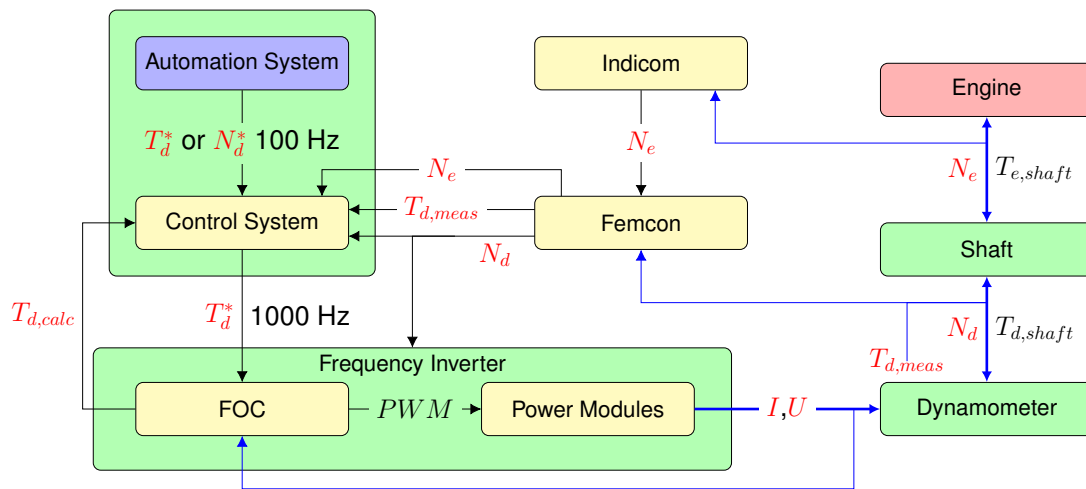 Automation System
Indicom
Engine
T*d or N*d 100 Hz
Ne
Ne
Ne
Te,shaft
Control System
Td,meas
Femcon
Shaft
Nd
Td,calc
T*d 1000 Hz
Nd
Td,shaft
Frequency Inverter
Td,meas
FOC
PWM
Power Modules
I,U
Dynamometer